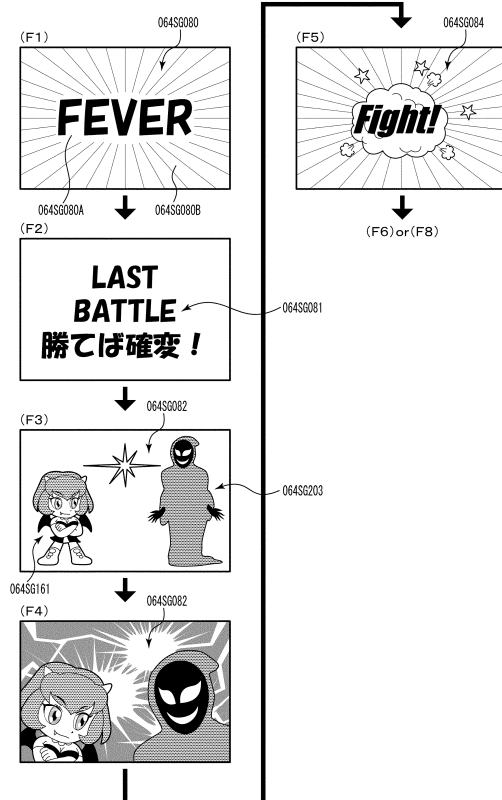 064SG080
(F1)
FEVER
064SG080A
064SG080B
(F2)
LAST
BATTLE
勝てば確変！
064SG081
(F3)
064SG082
064SG203
064SG161
(F4)
064SG082
(F5)
064SG084
Fight!
(F6)or(F8)